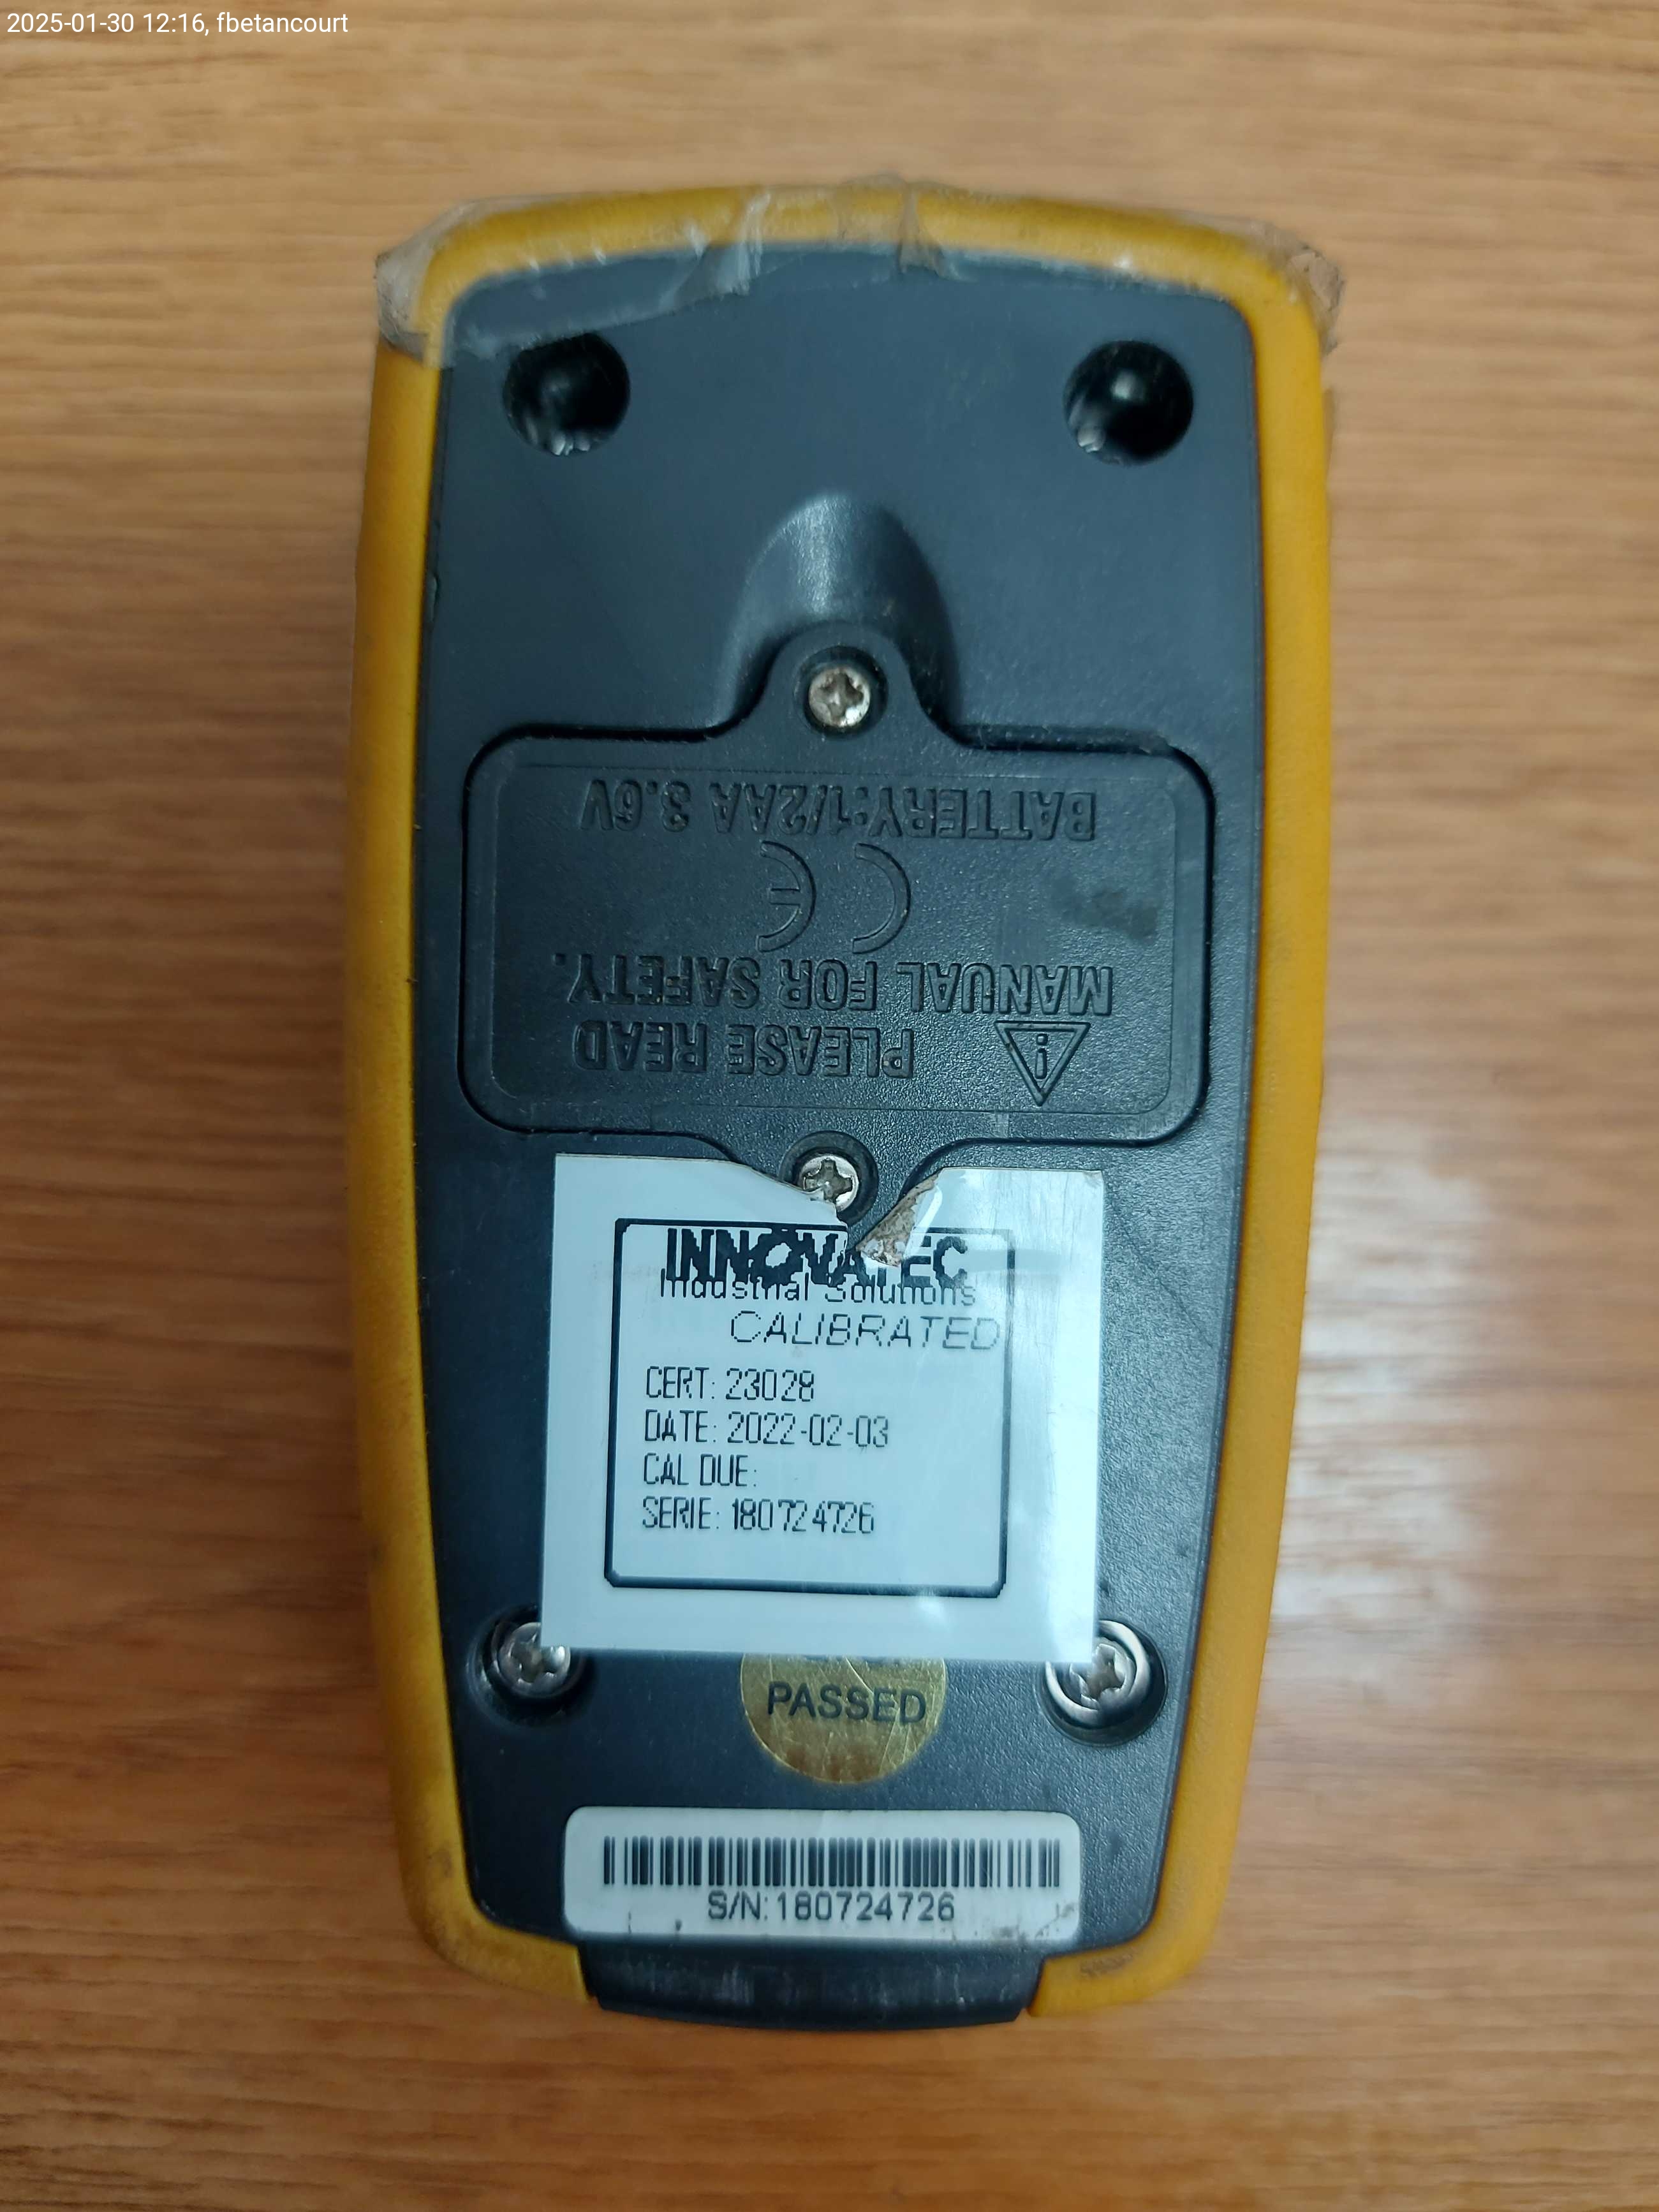 2025-01-30 12:16, fbetancourt
BATTERY:1/2AA 3.6V
CE
MANUAL FOR SAFETY.
PLEASE READ
INNOVATEC
Industrial Solutions
CALIBRATED
CERT: 23028
DATE: 2022-02-03
CAL DUE:
SERIE: 180724726
PASSED
S/N:180724726